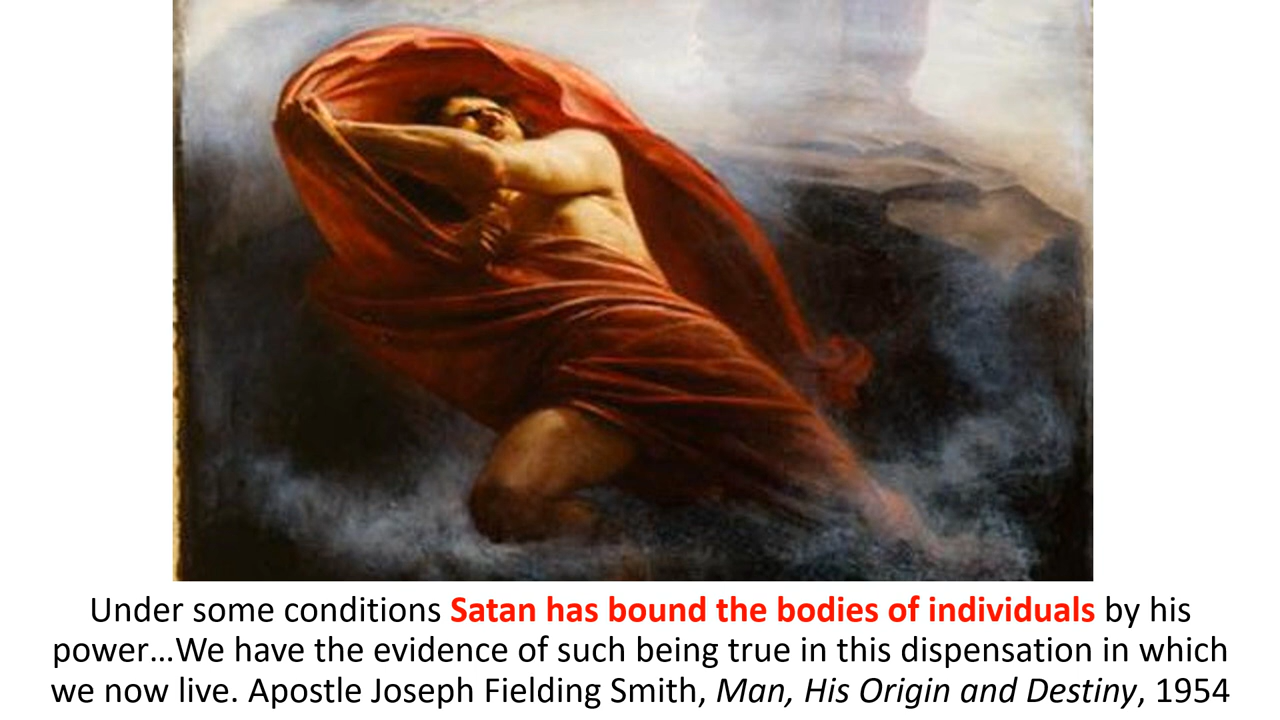 Under some conditions Satan has bound the bodies of individuals by his
power…We have the evidence of such being true in this dispensation in which
we now live. Apostle Joseph Fielding Smith, Man, His Origin and Destiny, 1954